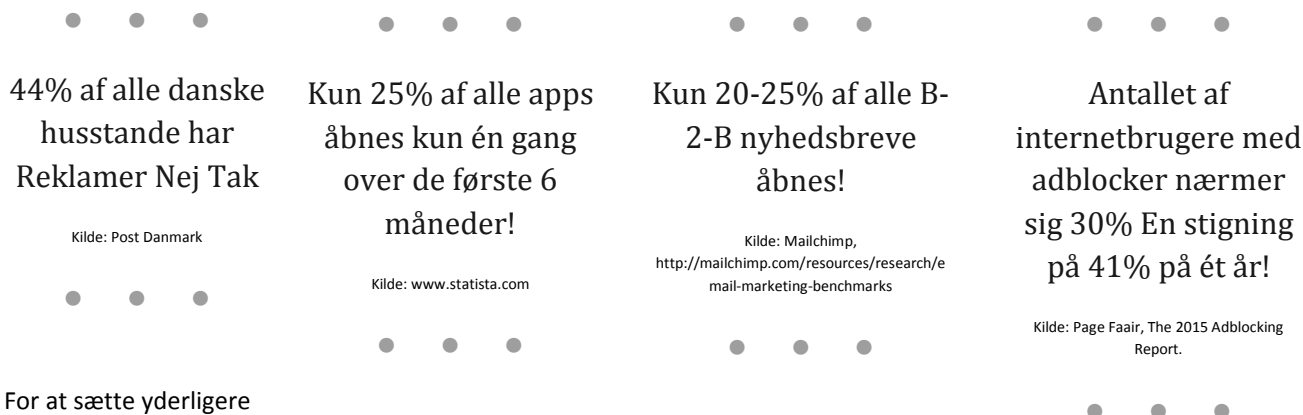 44% af alle danske
husstande har
Reklamer Nej Tak
Kilde: Post Danmark
Kun 25% af alle apps
åbnes kun én gang
over de første 6
måneder!
Kilde: www.statista.com
Kun 20-25% af alle B-
2-B nyhedsbreve
åbnes!
Kilde: Mailchimp,
http://mailchimp.com/resources/research/e
mail-marketing-benchmarks
Antallet af
internetbrugere med
adblocker nærmer
sig 30% En stigning
på 41% på ét år!
Kilde: Page Faair, The 2015 Adblocking
Report.
For at sætte yderligere